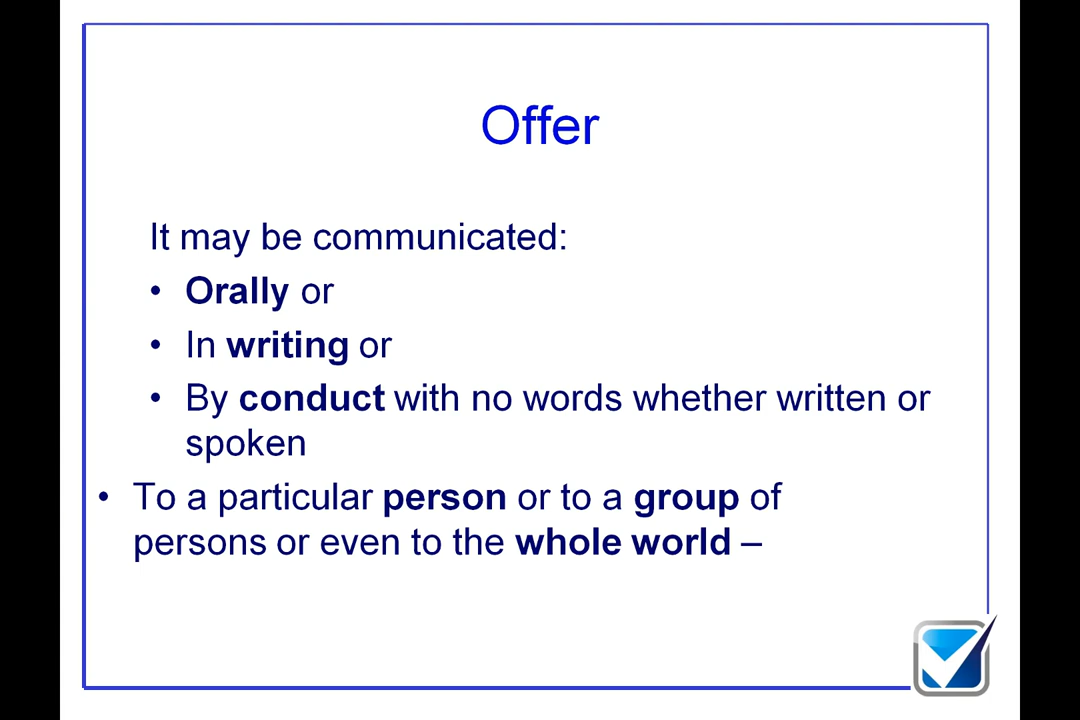 Offer
It may be communicated:
• Orally or
• In writing or
• By conduct with no words whether written or
spoken
• To a particular person or to a group of
persons or even to the whole world –